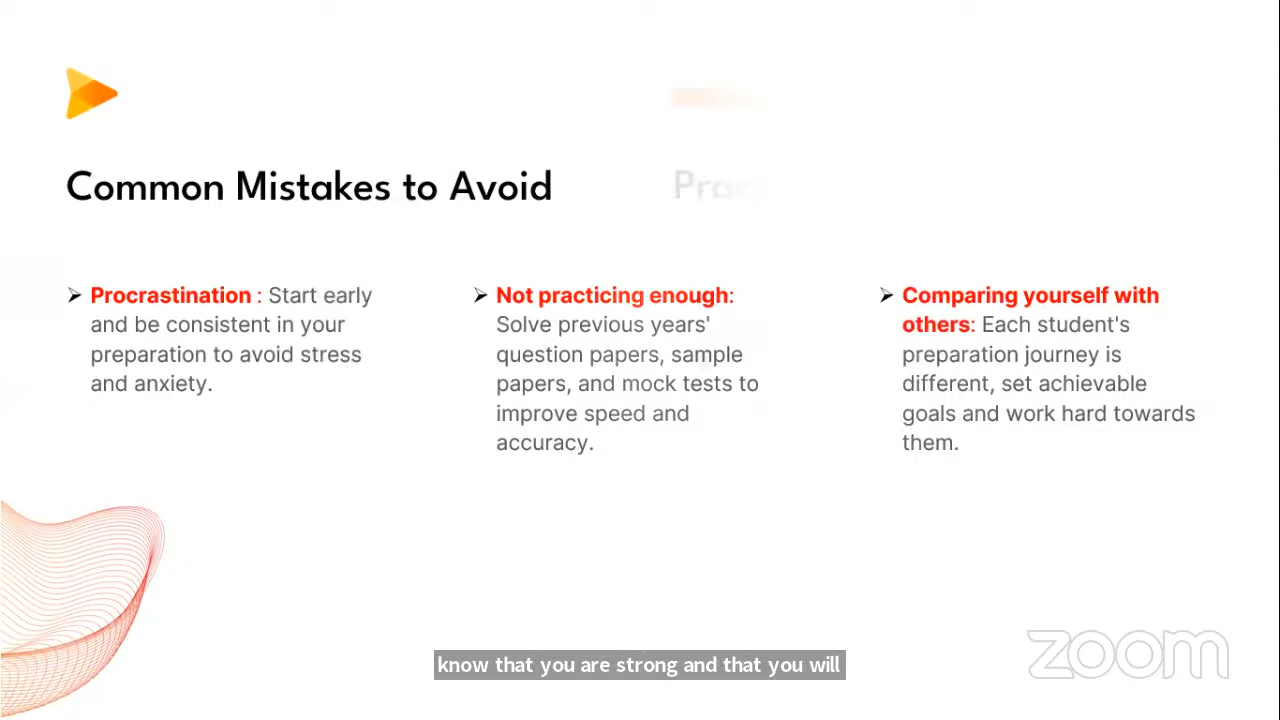 Common Mistakes to Avoid
Procrastination : Start early
and be consistent in your
preparation to avoid stress
and anxiety.
Not practicing enough:
Solve previous years'
question papers, sample
papers, and mock tests to
improve speed and
accuracy.
Comparing yourself with
others: Each student's
preparation journey is
different, set achievable
goals and work hard towards
them.
know that you are strong and that you will
zoom